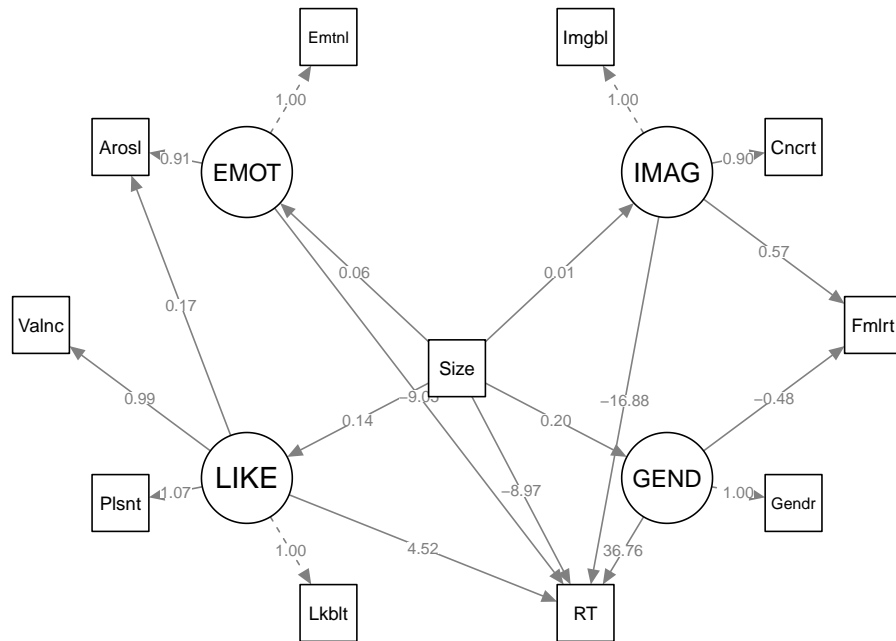 Emtnl
Imgbl
1.00
1.00
Arosl
0.91
EMOT
IMAG
0.90
Cncrt
0.57
0.06
0.01
0.17
Valnc
Fmlrt
Size
0.99
0.14
−9.03
0.20
−16.88
−0.48
LIKE
GEND
Plsnt
1.07
−8.97
1.00
Gendr
1.00
4.52
36.76
Lkblt
RT